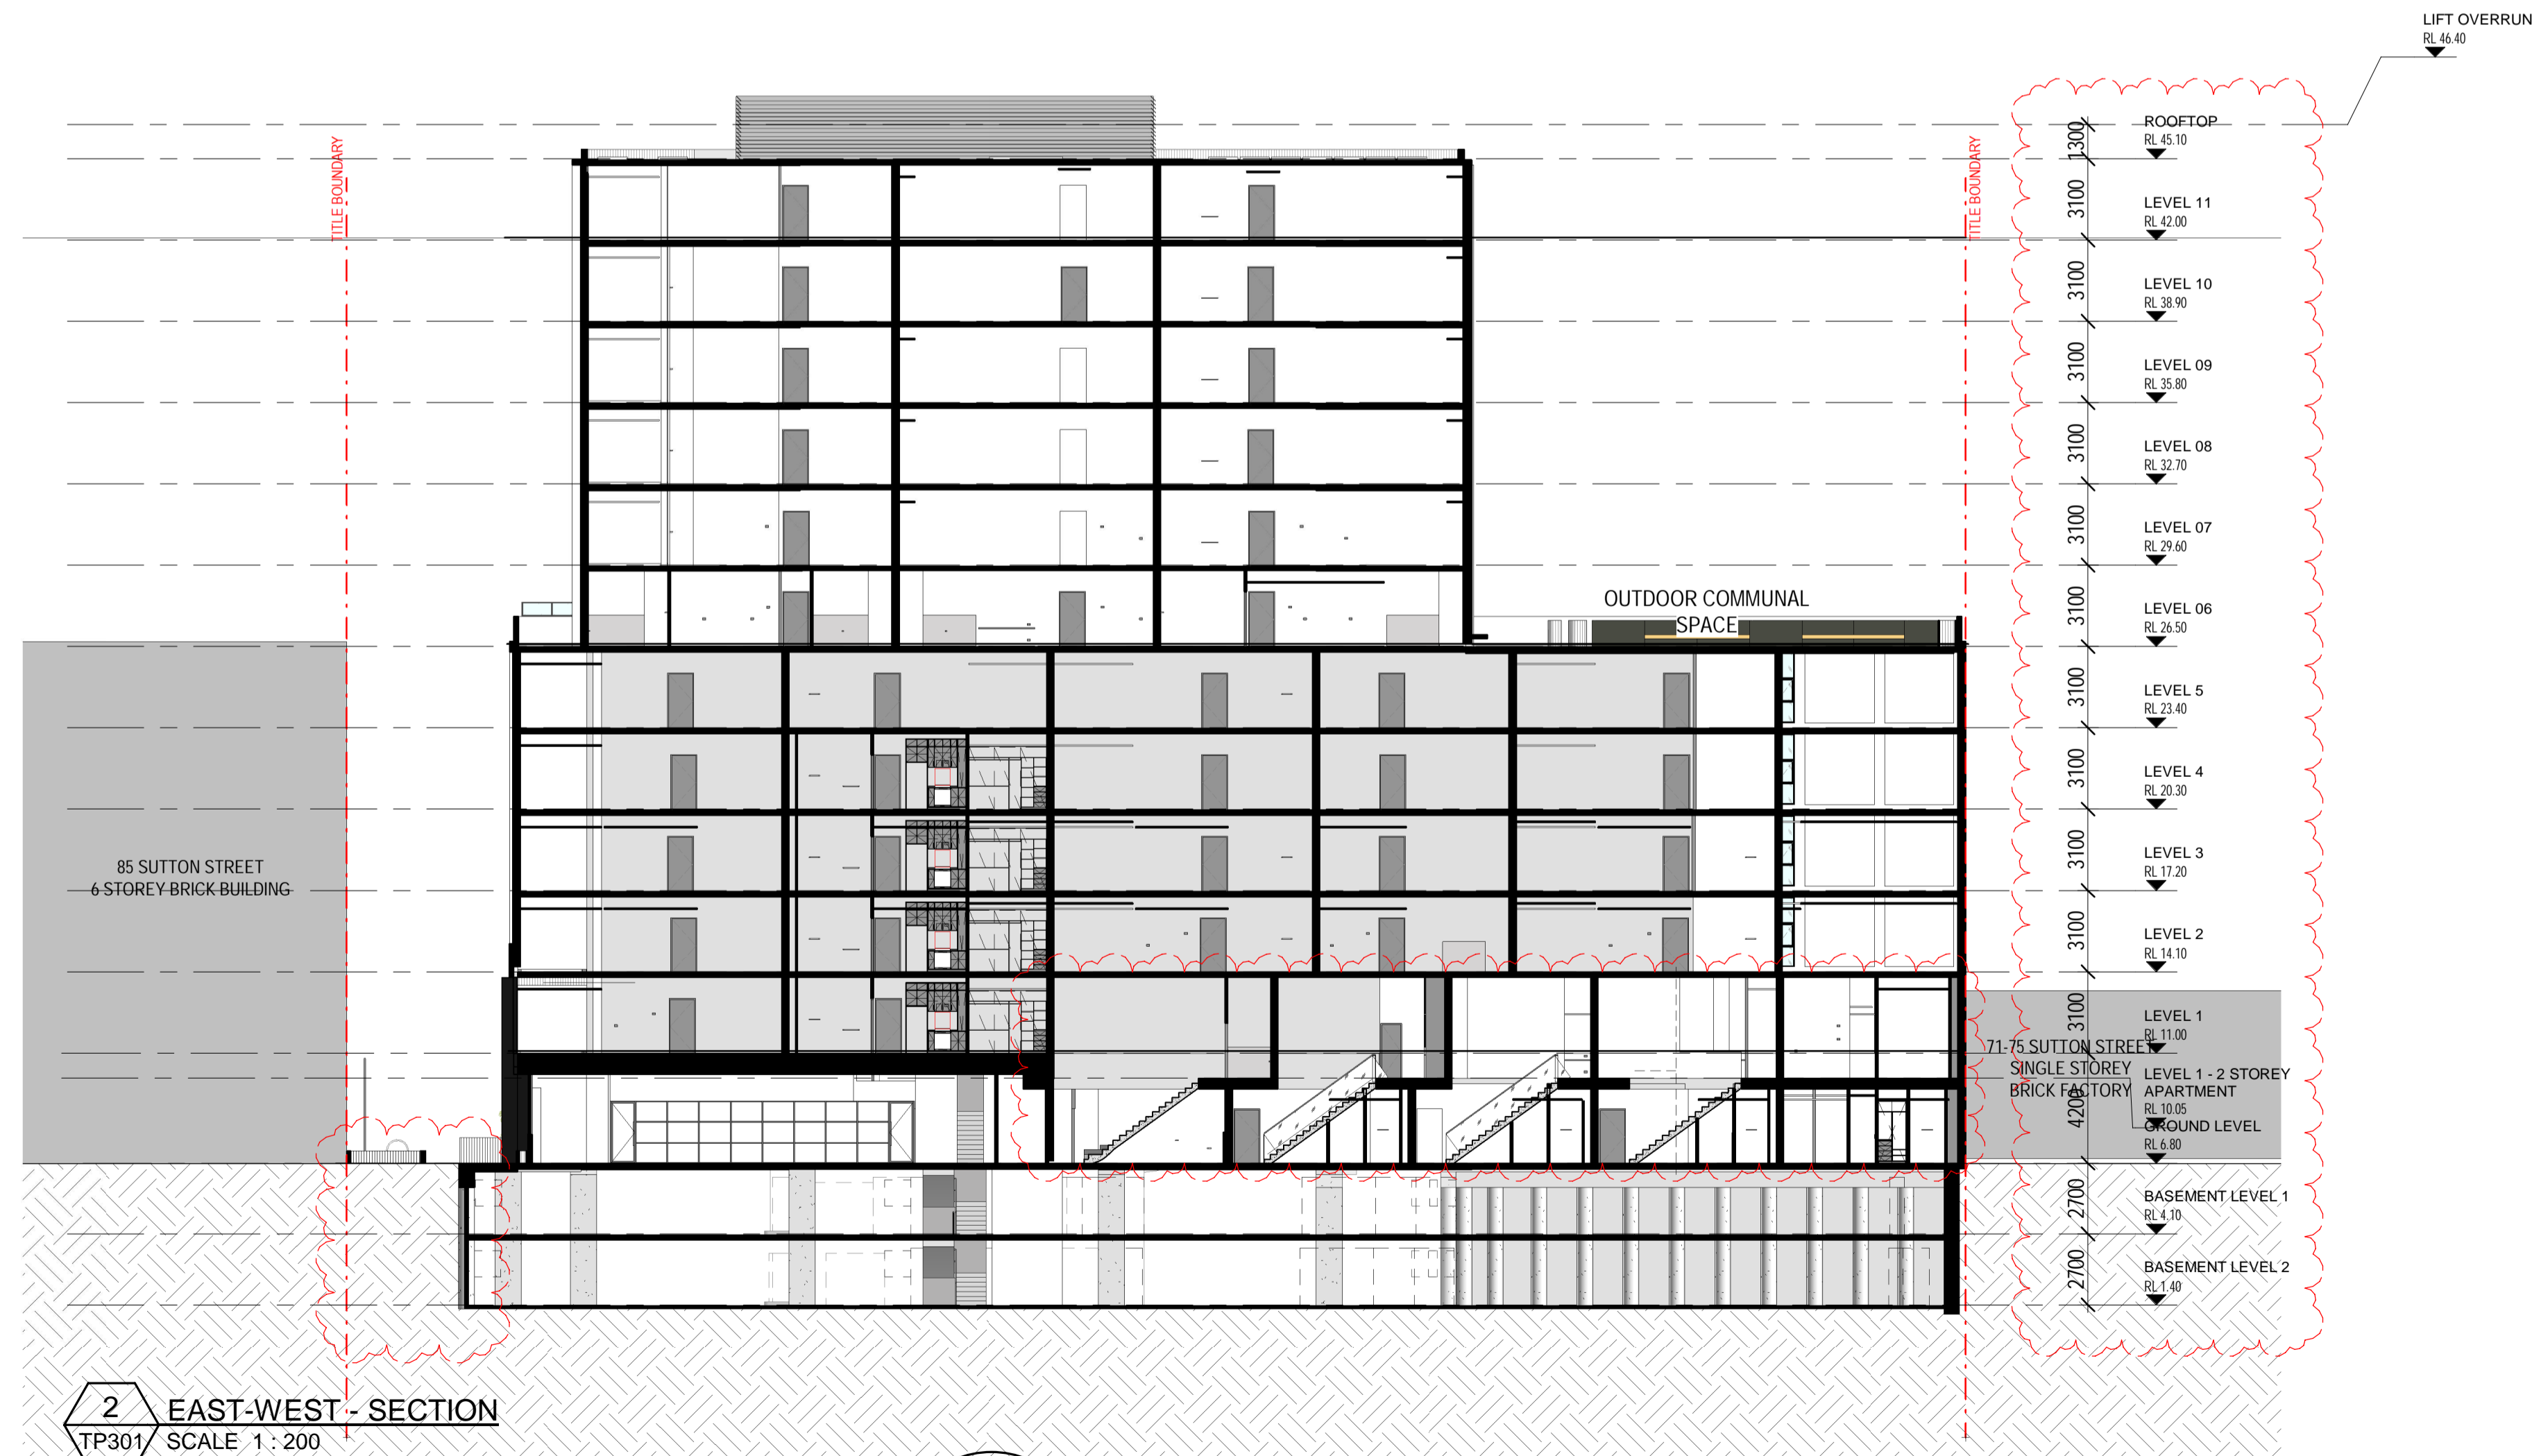 LIFT OVERRUN
RL 46.40
TITLE BOUNDARY
TITLE BOUNDARY
1300
ROOFTOP
RL 45.10
3100
LEVEL 11
RL 42.00
3100
LEVEL 10
RL 38.90
3100
LEVEL 09
RL 35.80
3100
LEVEL 08
RL 32.70
3100
LEVEL 07
RL 29.60
OUTDOOR COMMUNAL
SPACE
3100
LEVEL 06
RL 26.50
3100
LEVEL 5
RL 23.40
3100
LEVEL 4
RL 20.30
85 SUTTON STREET
6 STOREY BRICK BUILDING
3100
LEVEL 3
RL 17.20
3100
LEVEL 2
RL 14.10
3100
LEVEL 1
RL 11.00
71-75 SUTTON STREET
SINGLE STOREY
BRICK FACTORY
LEVEL 1 - 2 STOREY
APARTMENT
RL 10.05
4200
GROUND LEVEL
RL 6.80
2700
BASEMENT LEVEL 1
RL 4.10
2700
BASEMENT LEVEL 2
RL 1.40
2
TP301
EAST-WEST - SECTION
SCALE 1 : 200